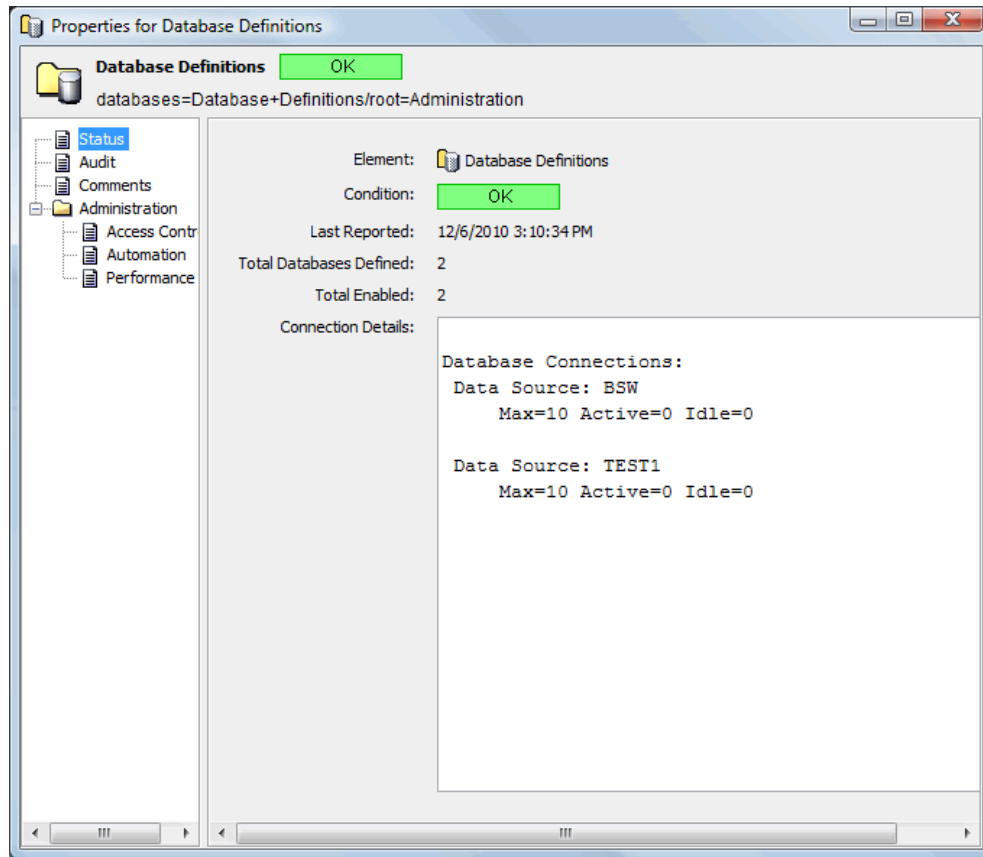 Properties for Database Definitions
Database Definitions OK
databases=Database+Definitions/root=Administration
Status
Audit
Comments
Administration
Access Contr
Automation
Performance
Element: Database Definitions
Condition: OK
Last Reported: 12/6/2010 3:10:34 PM
Total Databases Defined: 2
Total Enabled: 2
Connection Details:
Database Connections:
Data Source: BSW
Max=10 Active=0 Idle=0
Data Source: TEST1
Max=10 Active=0 Idle=0